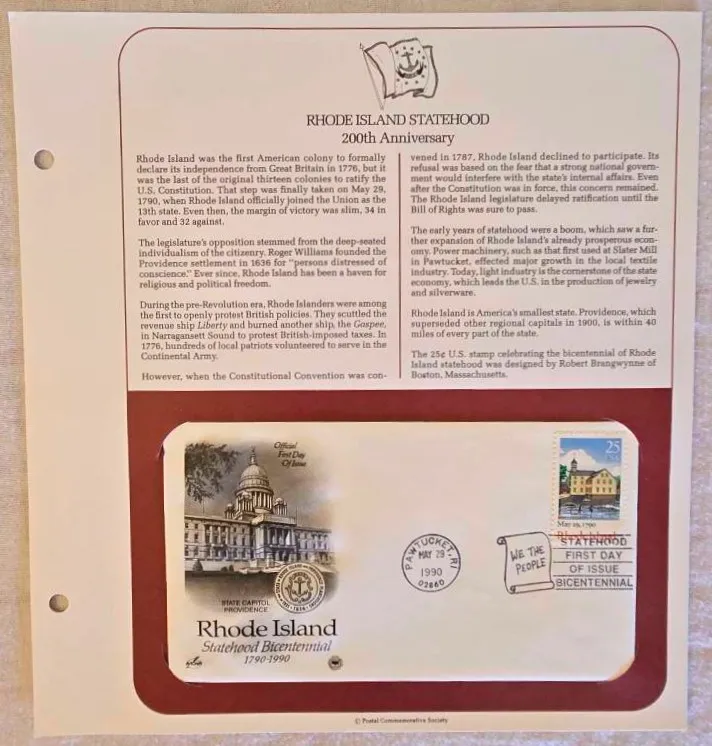 RHODE ISLAND STATEHOOD
200th Anniversary
Rhode Island was the first American colony to formally
declare its independence from Great Britain in 1776, but it
was the last of the original thirteen colonies to ratify the
U.S. Constitution. That step was finally taken on May 29,
1790, when Rhode Island officially joined the Union as the
13th state. Even then, the margin of victory was slim, 34 in
favor and 32 against.
The legislature's opposition stemmed from the deep-seated
individualism of the citizenry. Roger Williams founded the
Providence settlement in 1636 for "persons distressed of
conscience." Ever since, Rhode Island has been a haven for
religious and political freedom.
During the pre-Revolution era, Rhode Islanders were among
the first to openly protest British policies. They scuttled the
revenue ship Liberty and burned another ship, the Gaspee,
in Narragansett Sound to protest British-imposed taxes. In
1776, hundreds of local patriots volunteered to serve in the
Continental Army.
However, when the Constitutional Convention was con-
vened in 1787, Rhode Island declined to participate. Its
refusal was based on the fear that a strong national govern-
ment would interfere with the state's internal affairs. Even
after the Constitution was in force, this concern remained.
The Rhode Island legislature delayed ratification until the
Bill of Rights was sure to pass.
The early years of statehood were a boom, which saw a fur-
ther expansion of Rhode Island's already prosperous econ-
omy. Power machinery, such as that first used at Slater Mill
in Pawtucket, effected major growth in the local textile
industry. Today, light industry is the cornerstone of the state
economy, which leads the U.S. in the production of jewelry
and silverware.
Rhode Island is America's smallest state. Providence, which
superseded other regional capitals in 1900, is within 40
miles of every part of the state.
The 25¢ U.S. stamp celebrating the bicentennial of Rhode
Island statehood was designed by Robert Brangwynne of
Boston, Massachusetts.
Official
First Day
Of Issue
STATE CAPITOL
PROVIDENCE
Rhode Island
Statehood Bicentennial
1790-1990
PAWTUCKET, RI
MAY 29
1990
02860
WE THE
PEOPLE
25
USA
May 29, 1790
Rhode Island
STATEHOOD
FIRST DAY
OF ISSUE
BICENTENNIAL
© Postal Commemorative Society